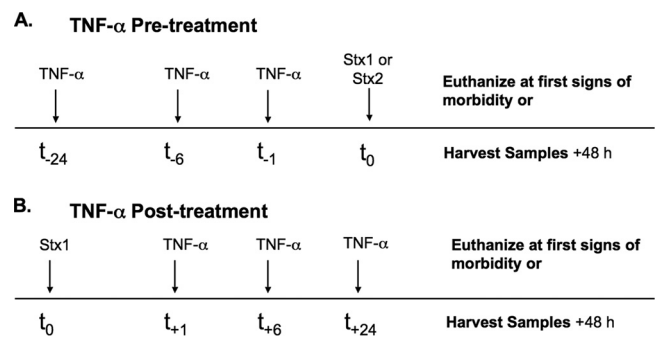 A. TNF-α Pre-treatment
Stx1 or
TNF-α TNF-α TNF-α Stx2
Euthanize at first signs of
morbidity or
t-24 t-6 t-1 t0 Harvest Samples +48 h
B. TNF-α Post-treatment
Stx1 TNF-α TNF-α TNF-α Euthanize at first signs of
morbidity or
t0 t+1 t+6 t+24 Harvest Samples +48 h